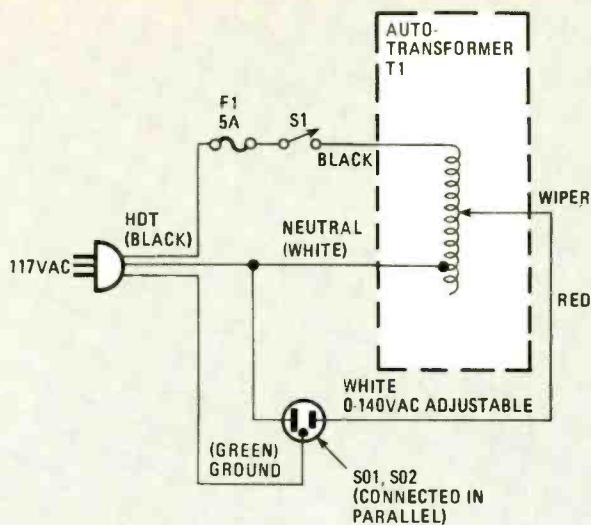 AUTO-
TRANSFORMER
T1
F1
5A
S1
BLACK
WIPER
HDT
(BLACK)
NEUTRAL
(WHITE)
117VAC
RED
WHITE
0-140VAC ADJUSTABLE
(GREEN)
GROUND
S01, S02
(CONNECTED IN
PARALLEL)